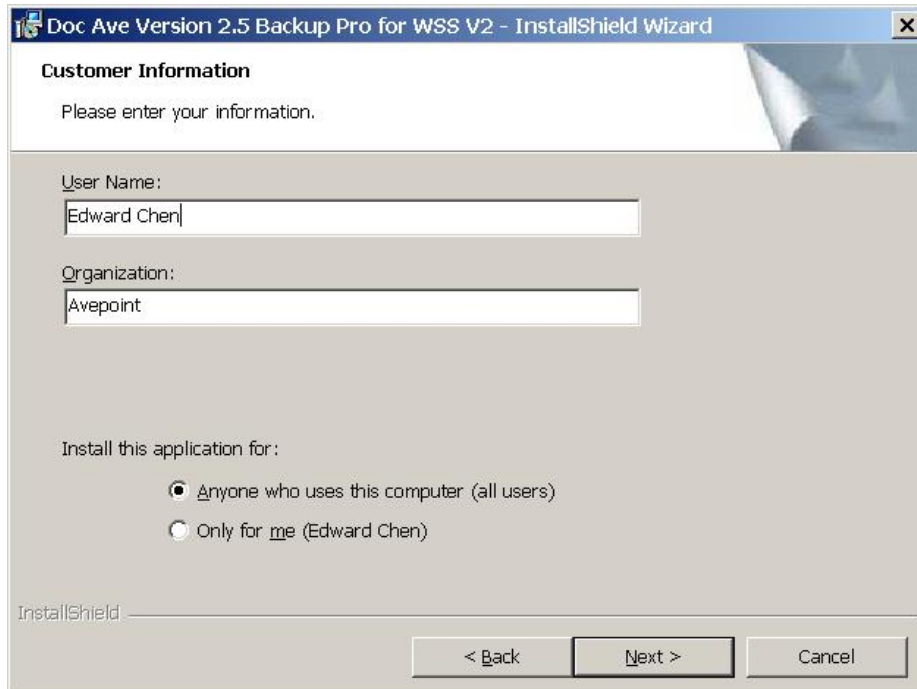 Doc Ave Version 2.5 Backup Pro for WSS V2 - InstallShield Wizard
Customer Information
Please enter your information.
User Name:
Edward Chen
Organization:
Avepoint
Install this application for:
Anyone who uses this computer (all users)
Only for me (Edward Chen)
InstallShield
< Back
Next >
Cancel